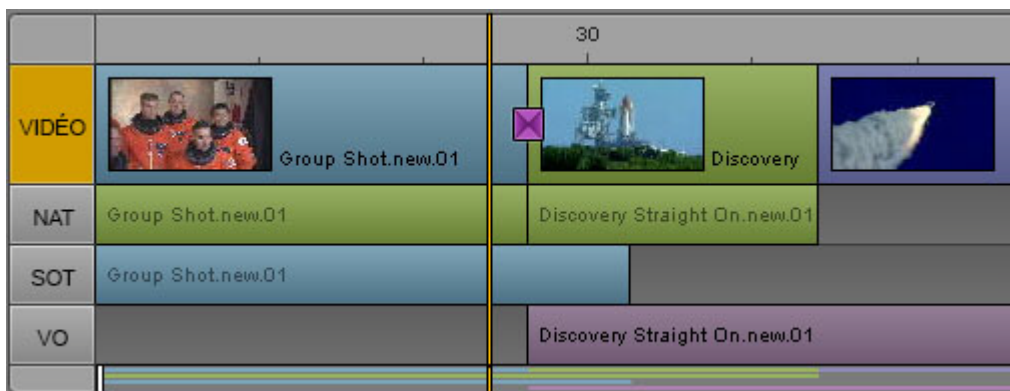 30
VIDÉO
Group Shot.new.01
Discovery
NAT
Group Shot.new.01
Discovery Straight On.new.01
SOT
Group Shot.new.01
VO
Discovery Straight On.new.01